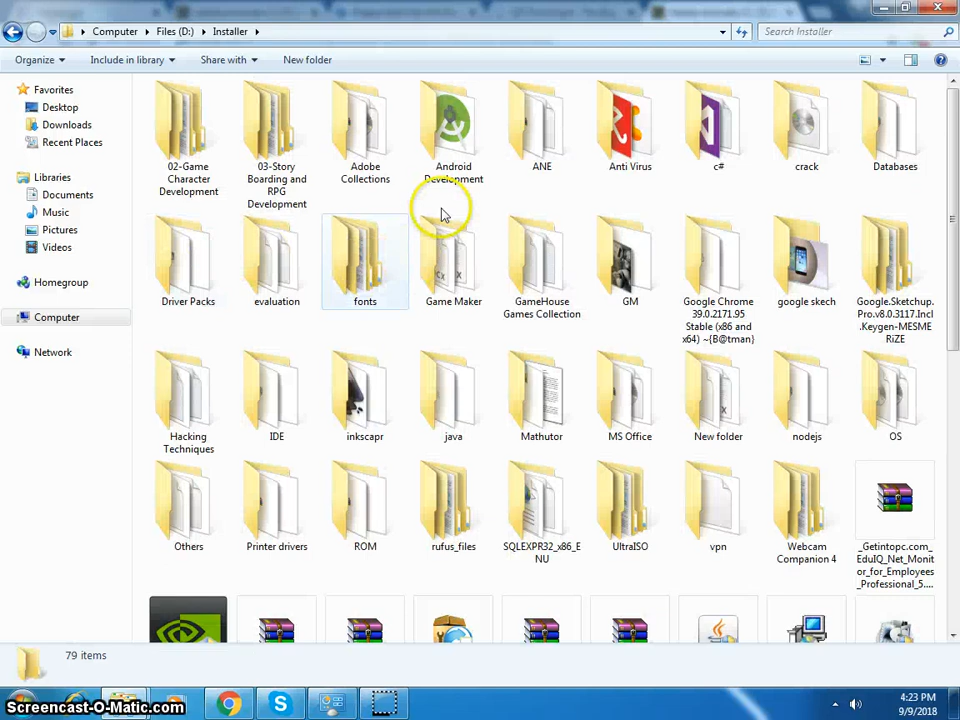 Computer ▸ Files (D:) ▸ Installer ▸
Search Installer
Organize Include in library Share with New folder
Favorites
Desktop
Downloads
Recent Places
Libraries
Documents
Music
Pictures
Videos
Homegroup
Computer
Network
02-Game
Character
Development
03-Story
Boarding and
RPG
Development
Adobe
Collections
Android
Development
ANE
Anti Virus
c#
crack
Databases
Driver Packs
evaluation
fonts
Game Maker
GameHouse
Games Collection
GM
Google Chrome
39.0.2171.95
Stable (x86 and
x64) ~{B@tman}
google skech
Google.Sketchup.
Pro.v8.0.3117.Incl
.Keygen-MESME
RiZE
Hacking
Techniques
IDE
inkscapr
java
Mathutor
MS Office
New folder
nodejs
OS
Others
Printer drivers
ROM
rufus_files
SQLEXPR32_x86_E
NU
UltraISO
vpn
Webcam
Companion 4
_Getintopc.com_
EduIQ_Net_Monit
or_for_Employees
_Professional_5....
79 items
Screencast-O-Matic.com
4:23 PM
9/9/2018